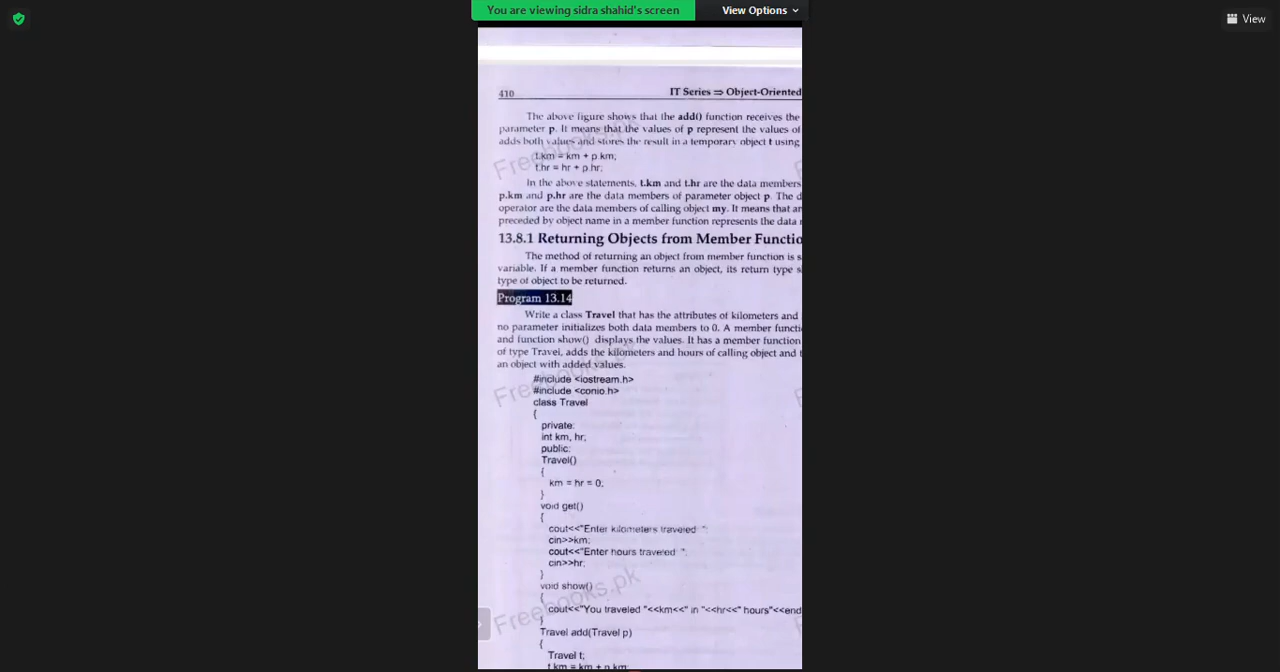 You are viewing sidra shahid's screen
View Options
View
410
IT Series ⇒ Object-Oriented
The above figure shows that the add() function receives the
parameter p. It means that the values of p represent the values of
adds both values and stores the result in a temporary object t using
t.km = km + p.km;
t.hr = hr + p.hr;
In the above statements, t.km and t.hr are the data members
p.km and p.hr are the data members of parameter object p. The d
operator are the data members of calling object my. It means that an
preceded by object name in a member function represents the data
13.8.1 Returning Objects from Member Functio
The method of returning an object from member function is s
variable. If a member function returns an object, its return type s
type of object to be returned.
Program 13.14
Write a class Travel that has the attributes of kilometers and
no parameter initializes both data members to 0. A member functi
and function show() displays the values. It has a member function
of type Travel, adds the kilometers and hours of calling object and t
an object with added values.
#include <iostream.h>
#include <conio.h>
class Travel
{
private:
int km, hr;
public:
Travel()
{
km = hr = 0;
}
void get()
{
cout<<"Enter kilometers traveled ";
cin>>km;
cout<<"Enter hours traveled ";
cin>>hr;
}
void show()
{
cout<<"You traveled "<<km<<" in "<<hr<<" hours"<<end
}
Travel add(Travel p)
{
Travel t;
t.km = km + p.km;
Freebooks.pk
Freebooks.pk
Freebooks.pk